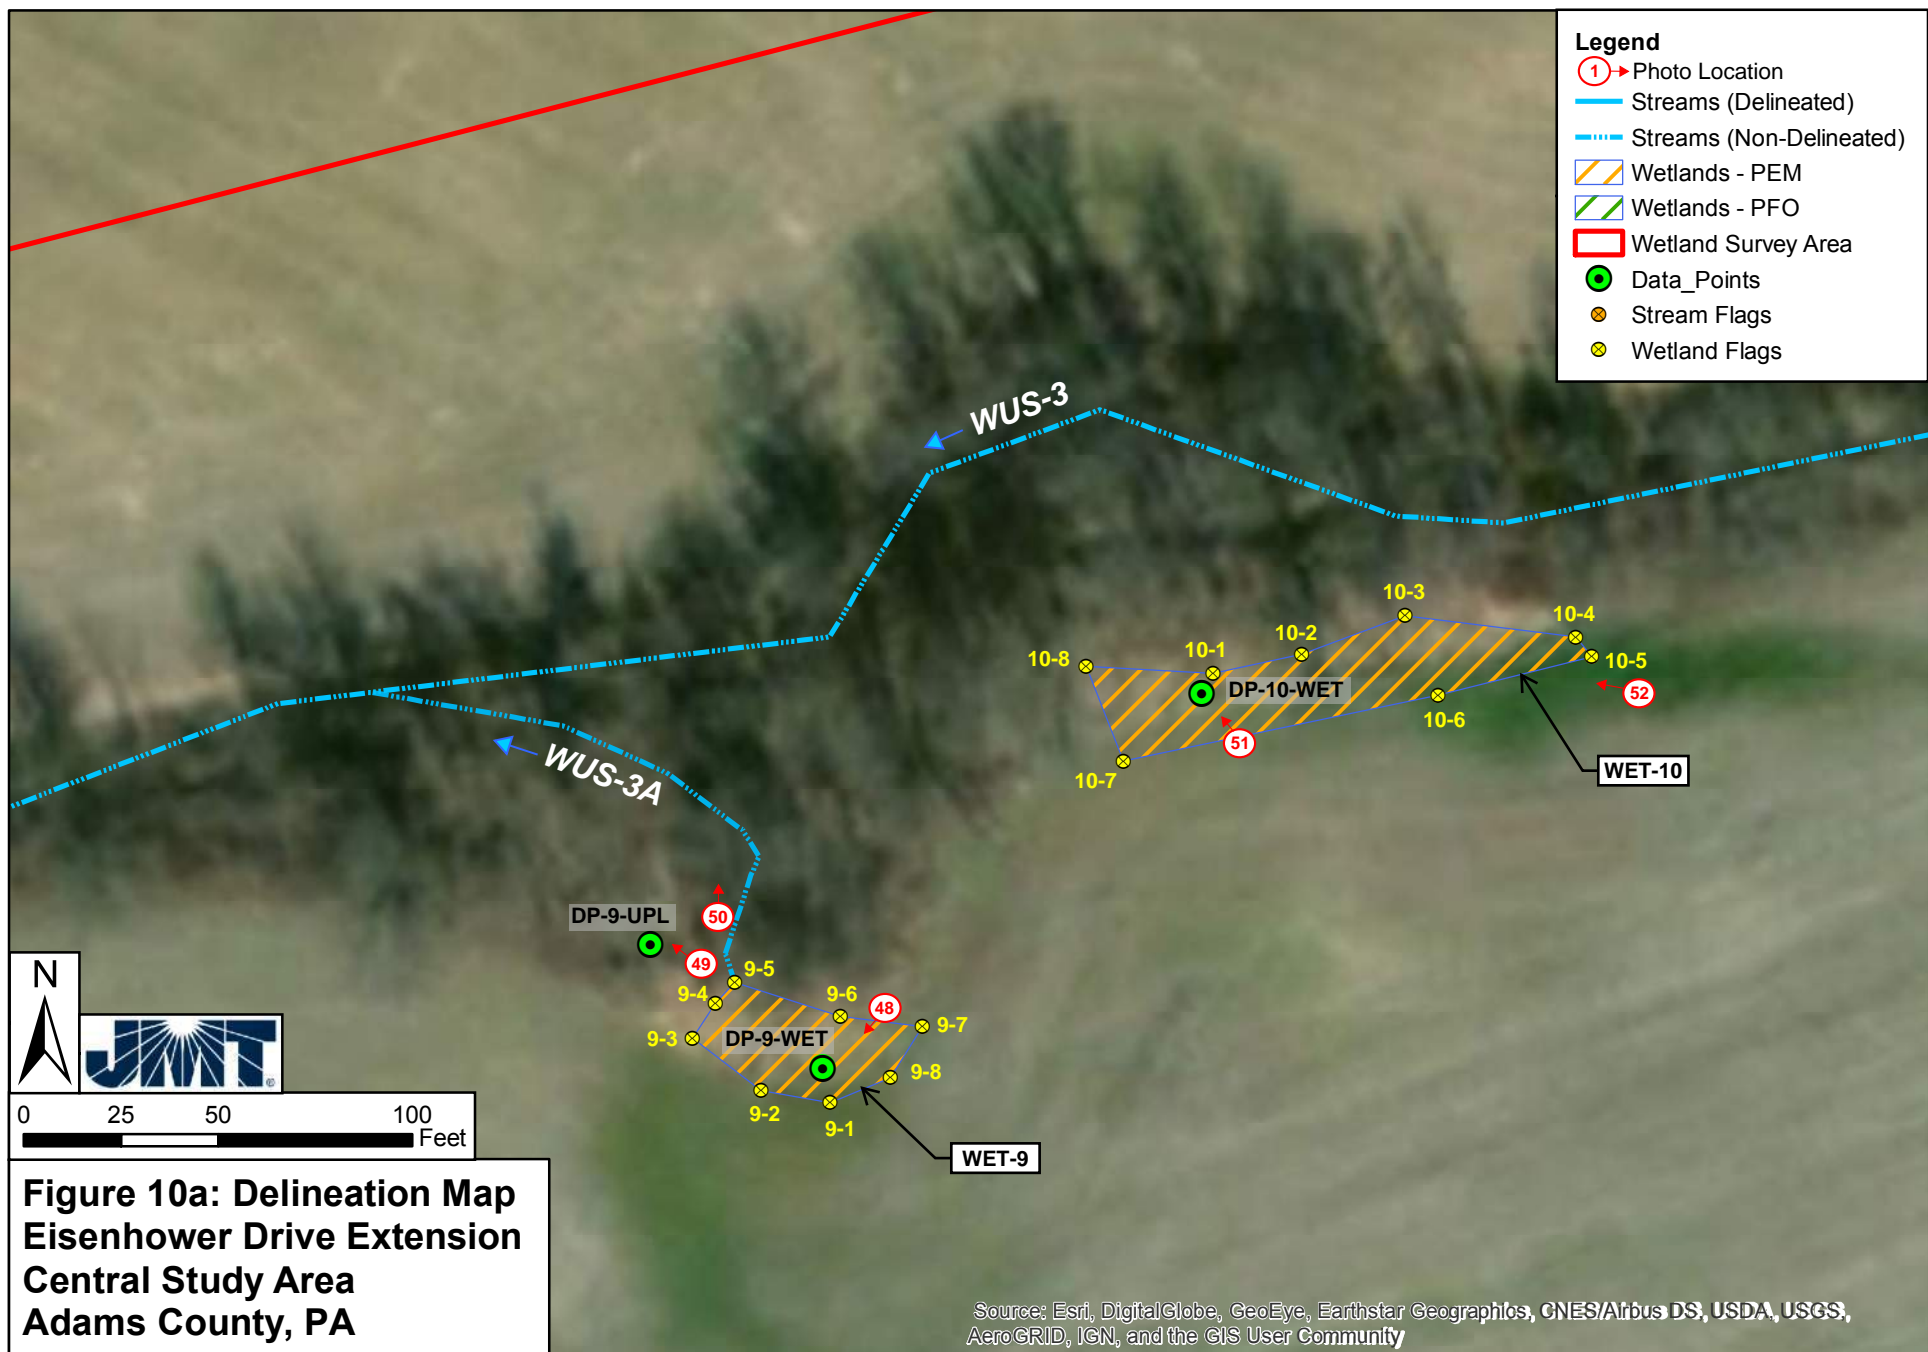 Legend
1 Photo Location
Streams (Delineated)
Streams (Non-Delineated)
Wetlands - PEM
Wetlands - PFO
Wetland Survey Area
Data_Points
Stream Flags
Wetland Flags
WUS-3
10-3
10-4
10-2
10-1
10-5
10-8
DP-10-WET
52
10-6
51
10-7
WET-10
WUS-3A
DP-9-UPL
50
49
9-5
9-4
9-6
48
9-7
9-3
DP-9-WET
9-8
9-2
9-1
WET-9
N
JMT
®
0 25 50 100
Feet
Figure 10a: Delineation Map
Eisenhower Drive Extension
Central Study Area
Adams County, PA
Source: Esri, DigitalGlobe, GeoEye, Earthstar Geographics, CNES/Airbus DS, USDA, USGS,
AeroGRID, IGN, and the GIS User Community